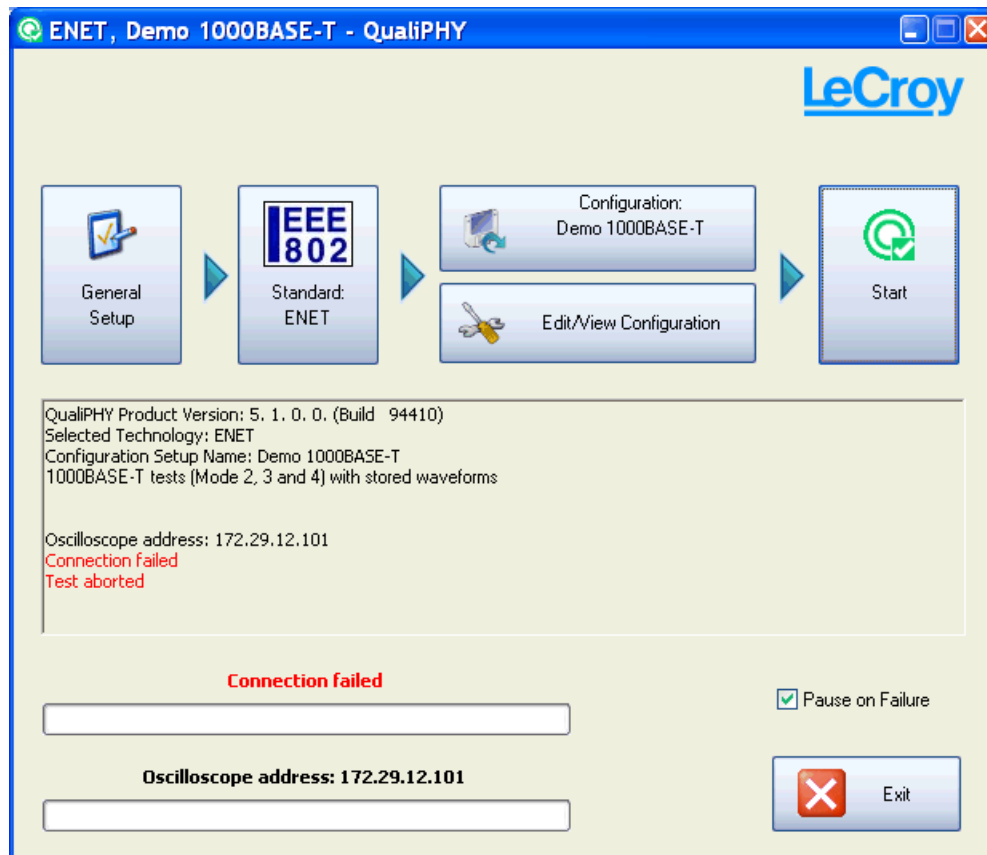 ENET, Demo 1000BASE-T - QualiPHY
LeCroy
General
Setup
IEEE
802
Standard:
ENET
Configuration:
Demo 1000BASE-T
Edit/View Configuration
Start
QualiPHY Product Version: 5. 1. 0. 0. (Build   94410)
Selected Technology: ENET
Configuration Setup Name: Demo 1000BASE-T
1000BASE-T tests (Mode 2, 3 and 4) with stored waveforms
Oscilloscope address: 172.29.12.101
Connection failed
Test aborted
Connection failed
Pause on Failure
Oscilloscope address: 172.29.12.101
Exit